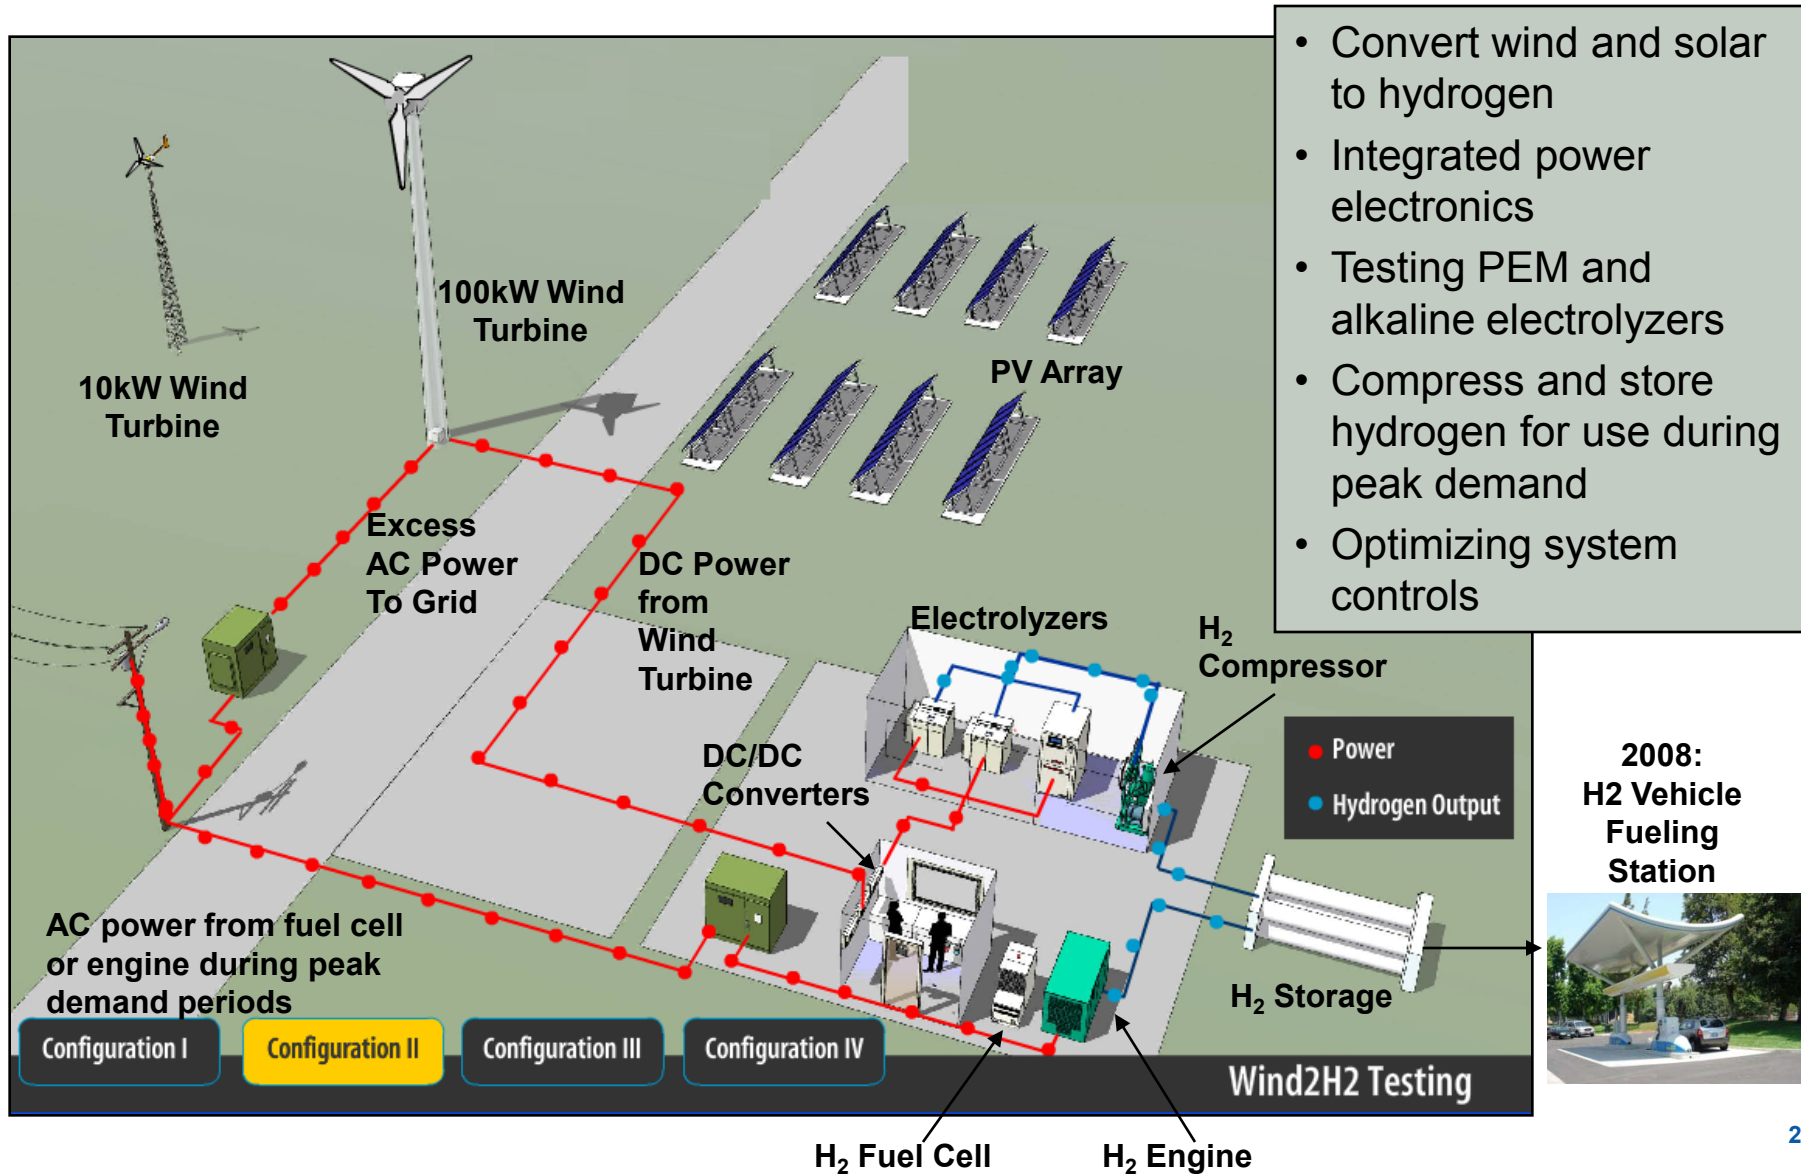 • Convert wind and solar
to hydrogen
• Integrated power
electronics
• Testing PEM and
alkaline electrolyzers
• Compress and store
hydrogen for use during
peak demand
• Optimizing system
controls
100kW Wind
Turbine
10kW Wind
Turbine
PV Array
Excess
AC Power
To Grid
DC Power
from
Wind
Turbine
Electrolyzers
H₂
Compressor
DC/DC
Converters
Power
Hydrogen Output
2008:
H2 Vehicle
Fueling
Station
AC power from fuel cell
or engine during peak
demand periods
H₂ Storage
Configuration I
Configuration II
Configuration III
Configuration IV
Wind2H2 Testing
H₂ Fuel Cell
H₂ Engine
2